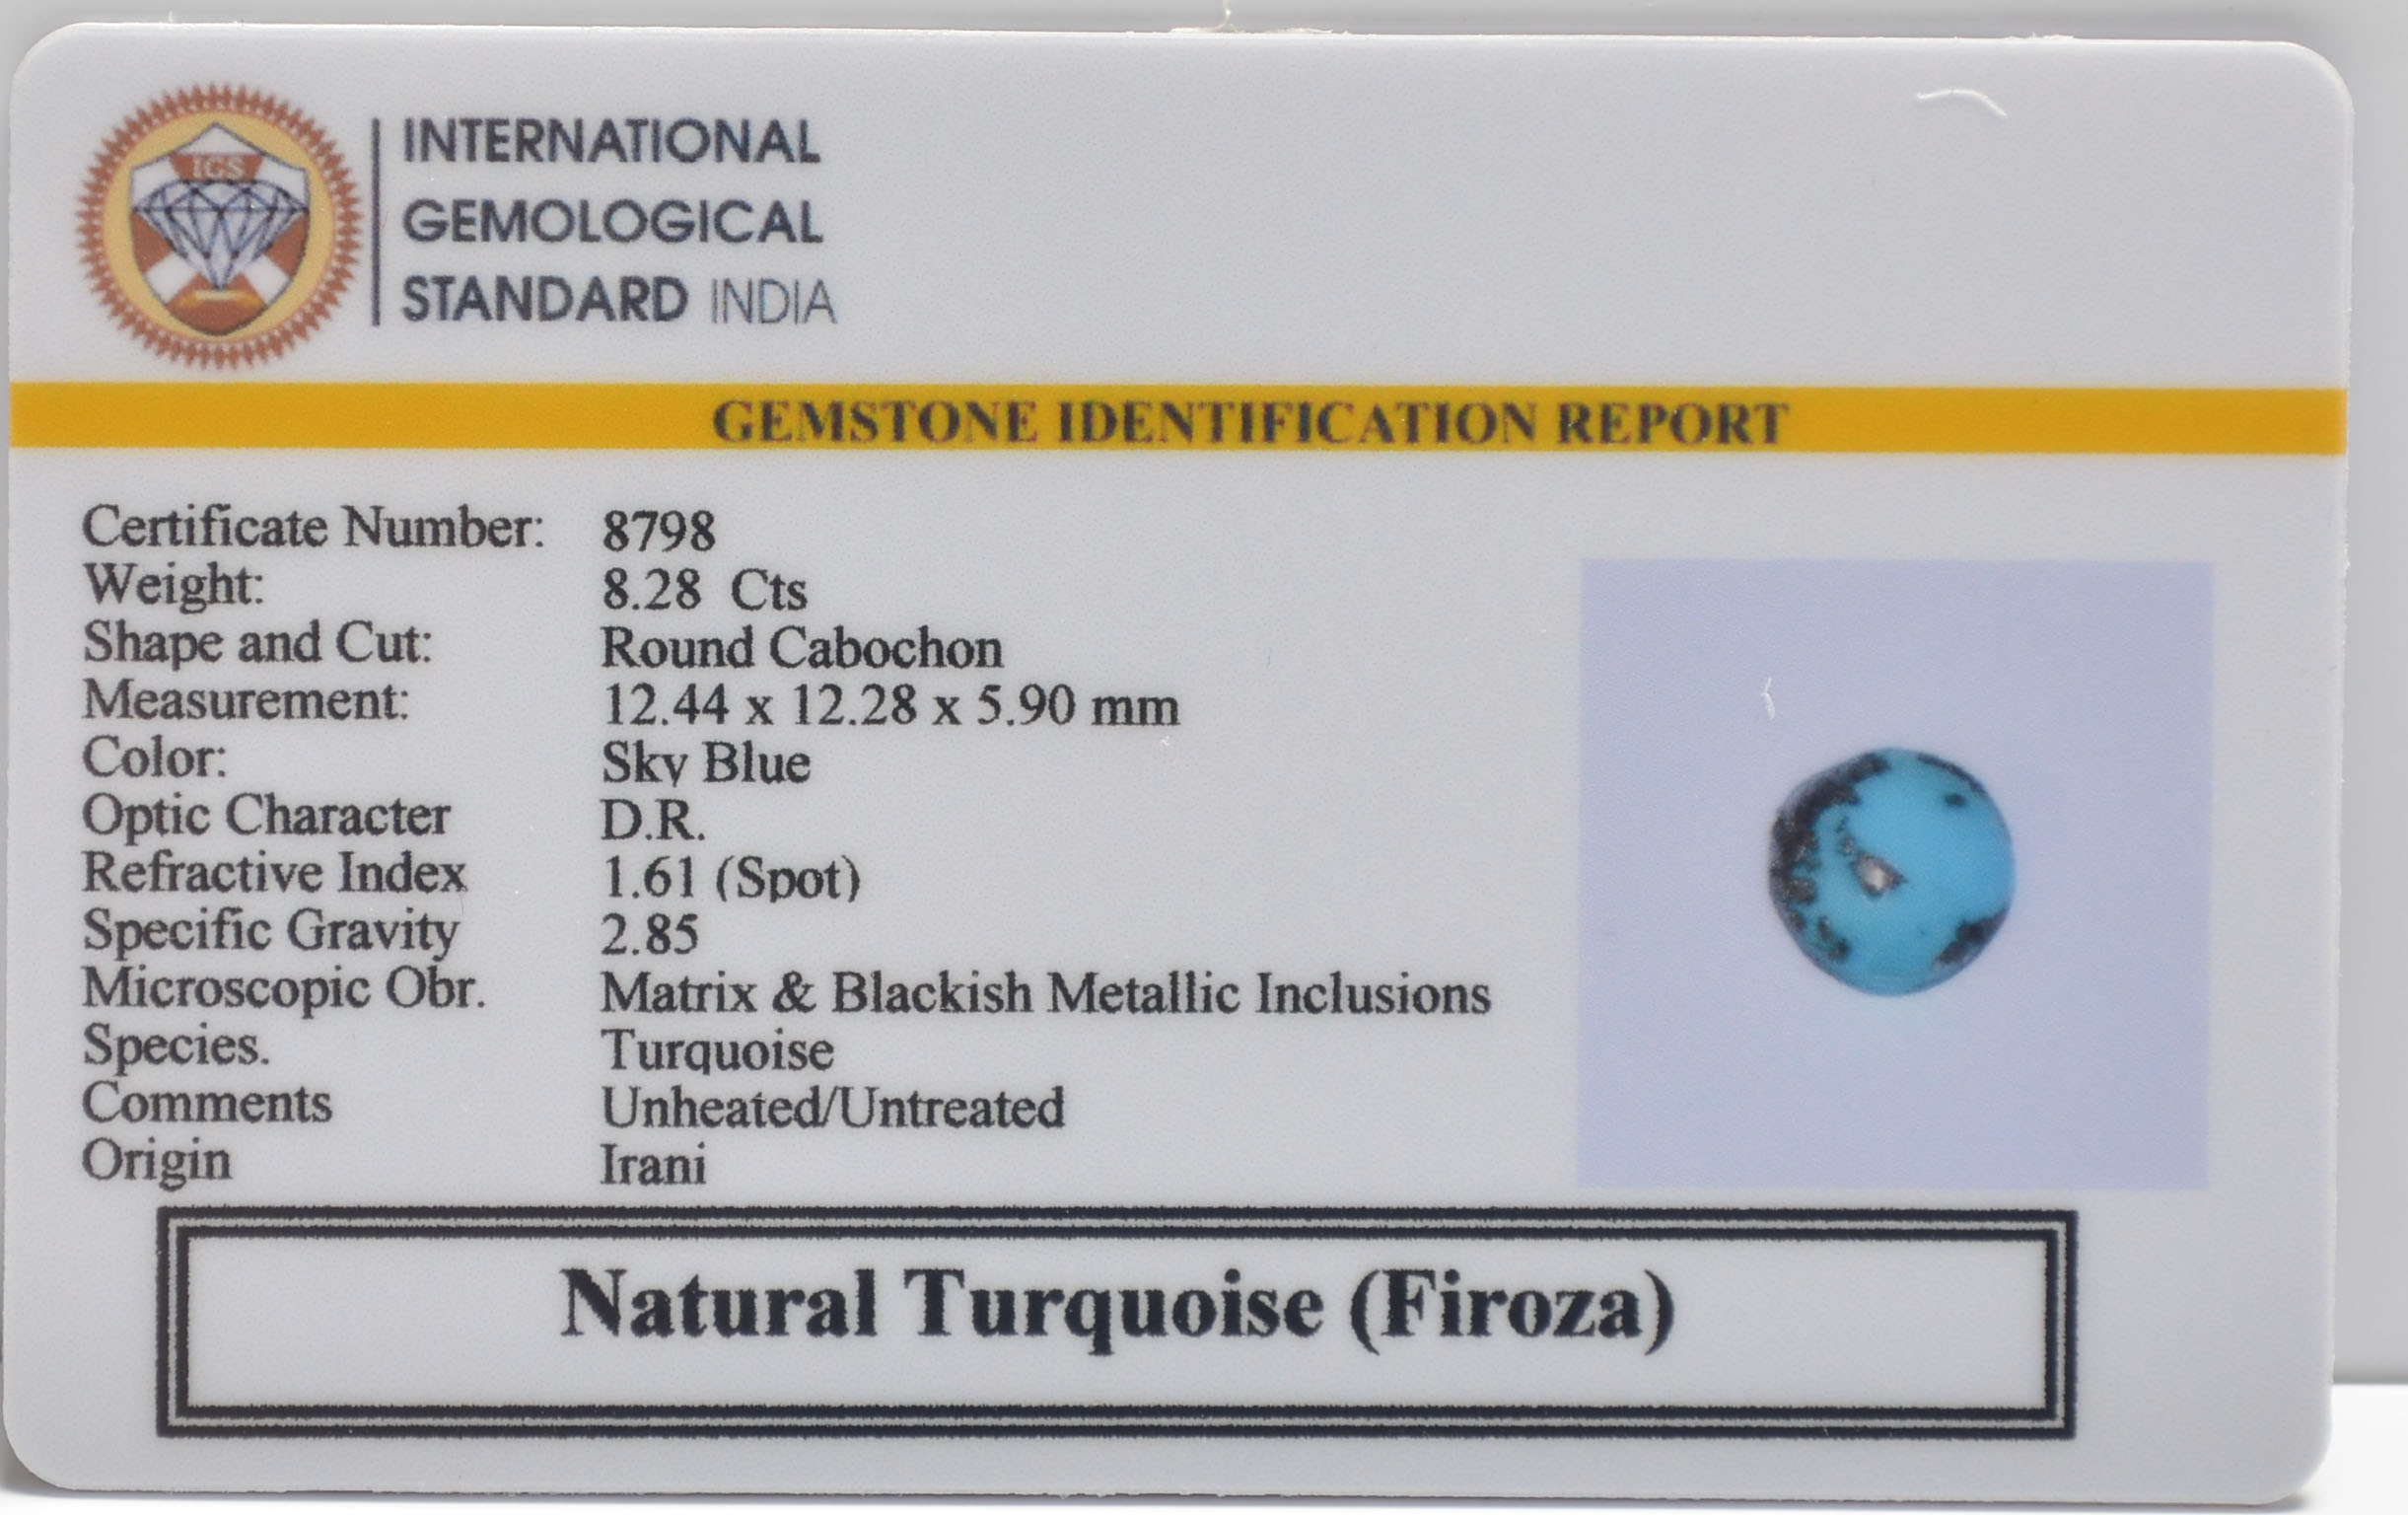 IGS
INTERNATIONAL
GEMOLOGICAL
STANDARD INDIA
GEMSTONE IDENTIFICATION REPORT
Certificate Number: 8798
Weight: 8.28 Cts
Shape and Cut: Round Cabochon
Measurement: 12.44 x 12.28 x 5.90 mm
Color: Sky Blue
Optic Character D.R.
Refractive Index 1.61 (Spot)
Specific Gravity 2.85
Microscopic Obr. Matrix & Blackish Metallic Inclusions
Species. Turquoise
Comments Unheated/Untreated
Origin Irani
Natural Turquoise (Firoza)